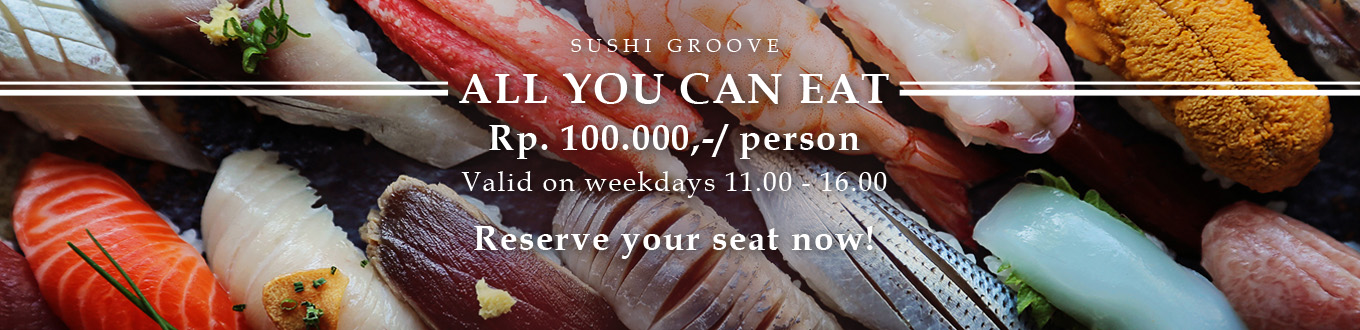 SUSHI GROOVE
ALL YOU CAN EAT
Rp. 100.000,-/ person
Valid on weekdays 11.00 - 16.00
Reserve your seat now!